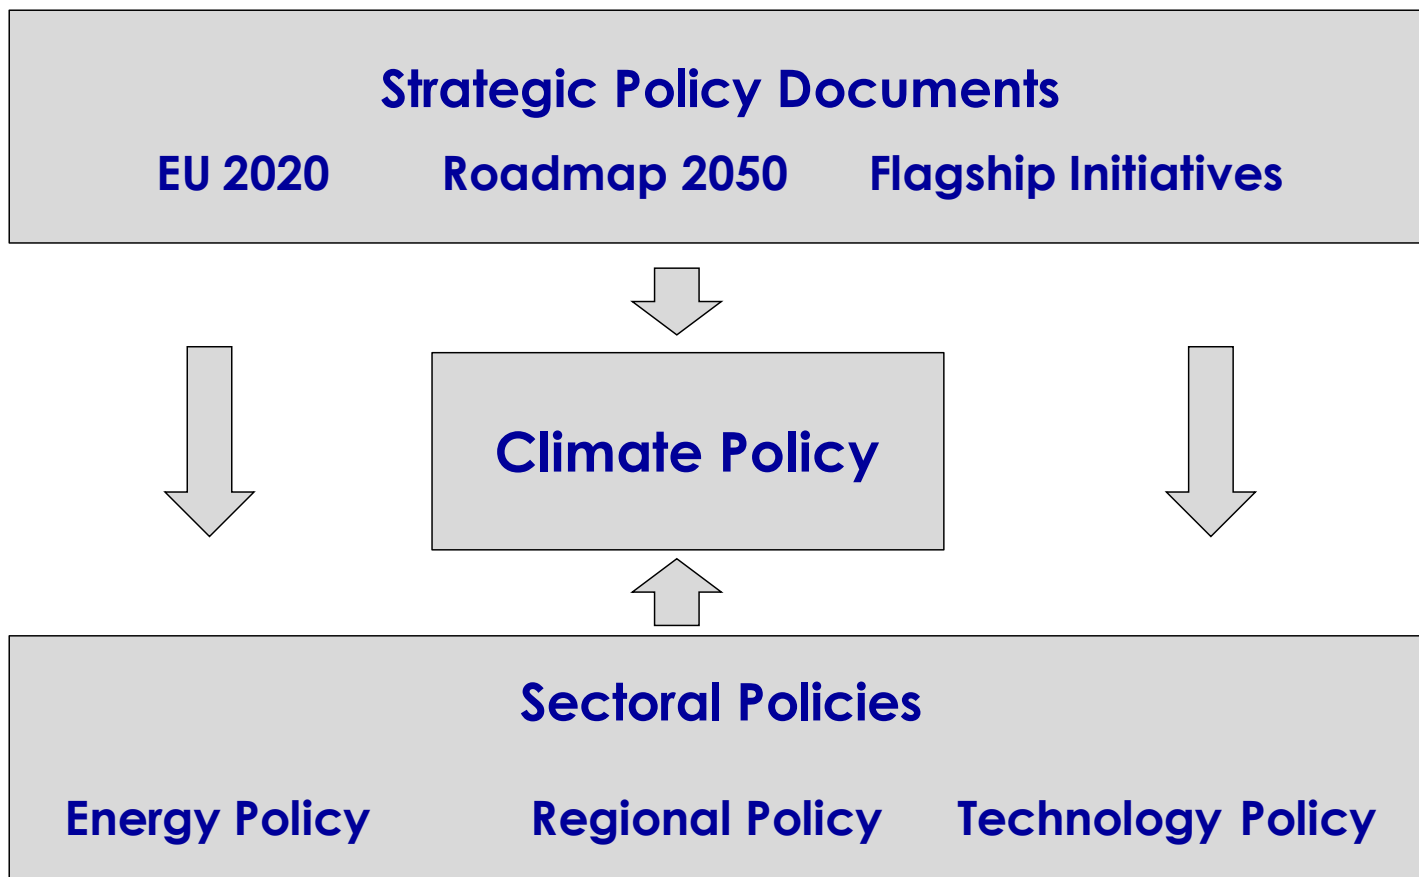 Strategic Policy Documents
EU 2020 Roadmap 2050 Flagship Initiatives
Climate Policy
Sectoral Policies
Energy Policy Regional Policy Technology Policy